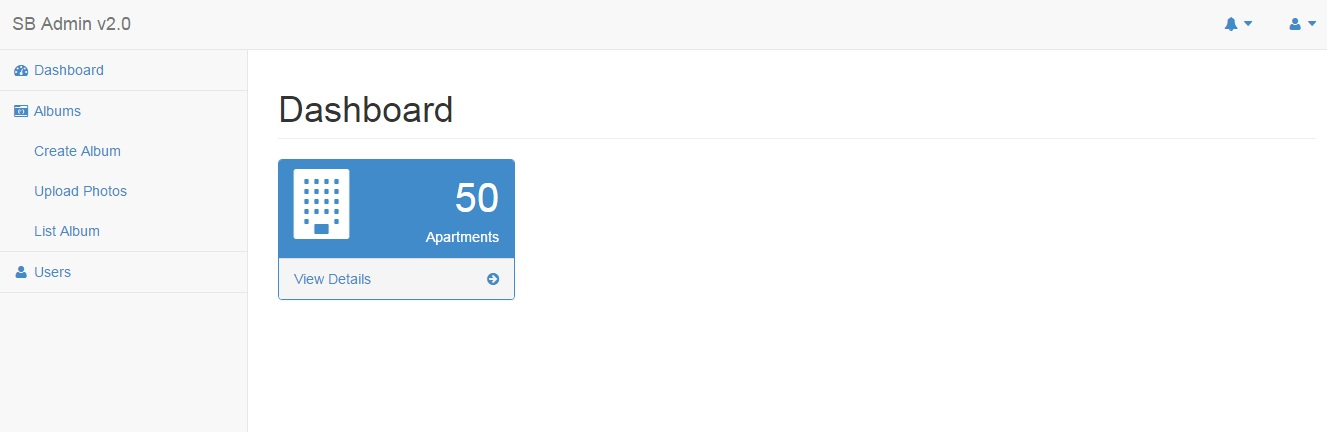 SB Admin v2.0
Dashboard
Albums
Create Album
Upload Photos
List Album
Users
Dashboard
50
Apartments
View Details